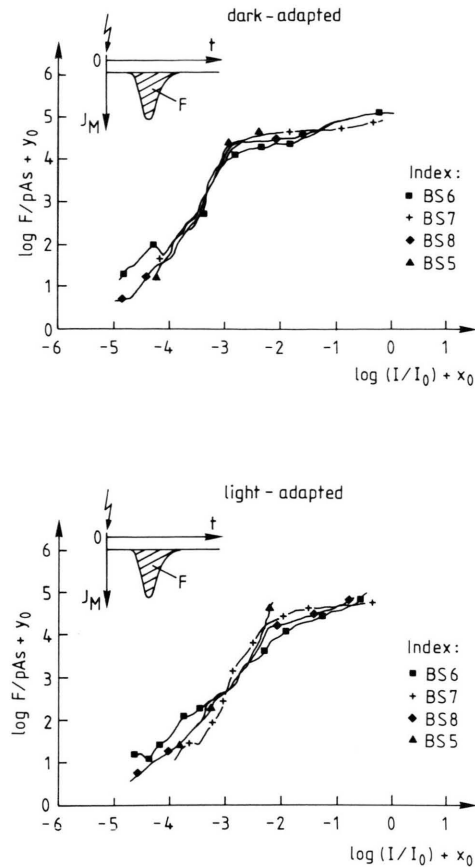 dark-adapted
0
t
J_M
F
log F/pAs + y_0
6
5
4
3
2
1
0
Index:
■ BS6
+ BS7
◆ BS8
▲ BS5
-6 -5 -4 -3 -2 -1 0 1
log (I/I_0) + x_0
light-adapted
0
t
J_M
F
log F/pAs + y_0
6
5
4
3
2
1
0
Index:
■ BS6
+ BS7
◆ BS8
▲ BS5
-6 -5 -4 -3 -2 -1 0 1
log (I/I_0) + x_0